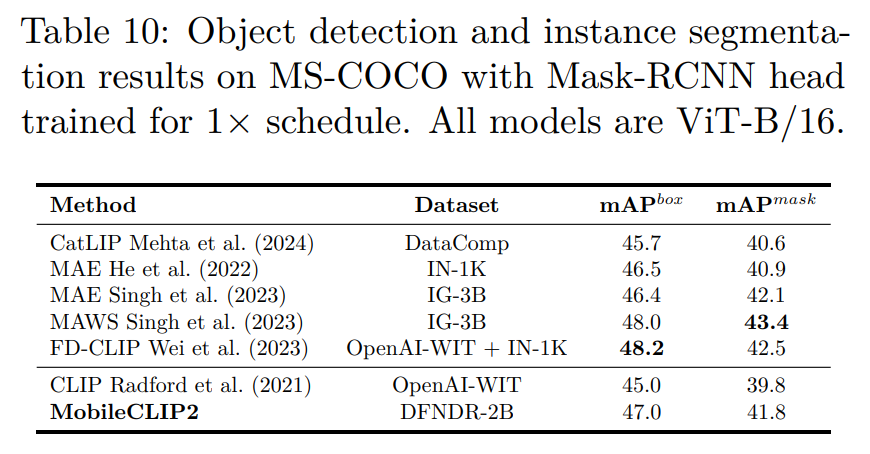 Table 10: Object detection and instance segmenta-
tion results on MS-COCO with Mask-RCNN head
trained for 1× schedule. All models are ViT-B/16.
Method Dataset mAP^box mAP^mask
CatLIP Mehta et al. (2024) DataComp 45.7 40.6
MAE He et al. (2022) IN-1K 46.5 40.9
MAE Singh et al. (2023) IG-3B 46.4 42.1
MAWS Singh et al. (2023) IG-3B 48.0 43.4
FD-CLIP Wei et al. (2023) OpenAI-WIT + IN-1K 48.2 42.5
CLIP Radford et al. (2021) OpenAI-WIT 45.0 39.8
MobileCLIP2 DFNDR-2B 47.0 41.8